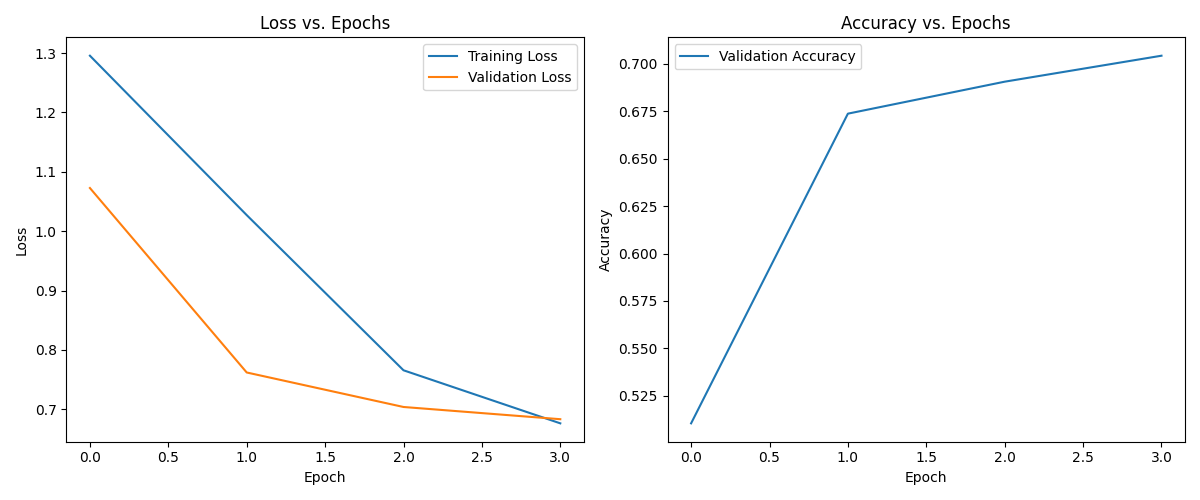 Loss vs. Epochs
Training Loss
Validation Loss
1.3
1.2
1.1
1.0
0.9
0.8
0.7
Loss
0.0 0.5 1.0 1.5 2.0 2.5 3.0
Epoch
Accuracy vs. Epochs
Validation Accuracy
0.700
0.675
0.650
0.625
0.600
0.575
0.550
0.525
Accuracy
0.0 0.5 1.0 1.5 2.0 2.5 3.0
Epoch